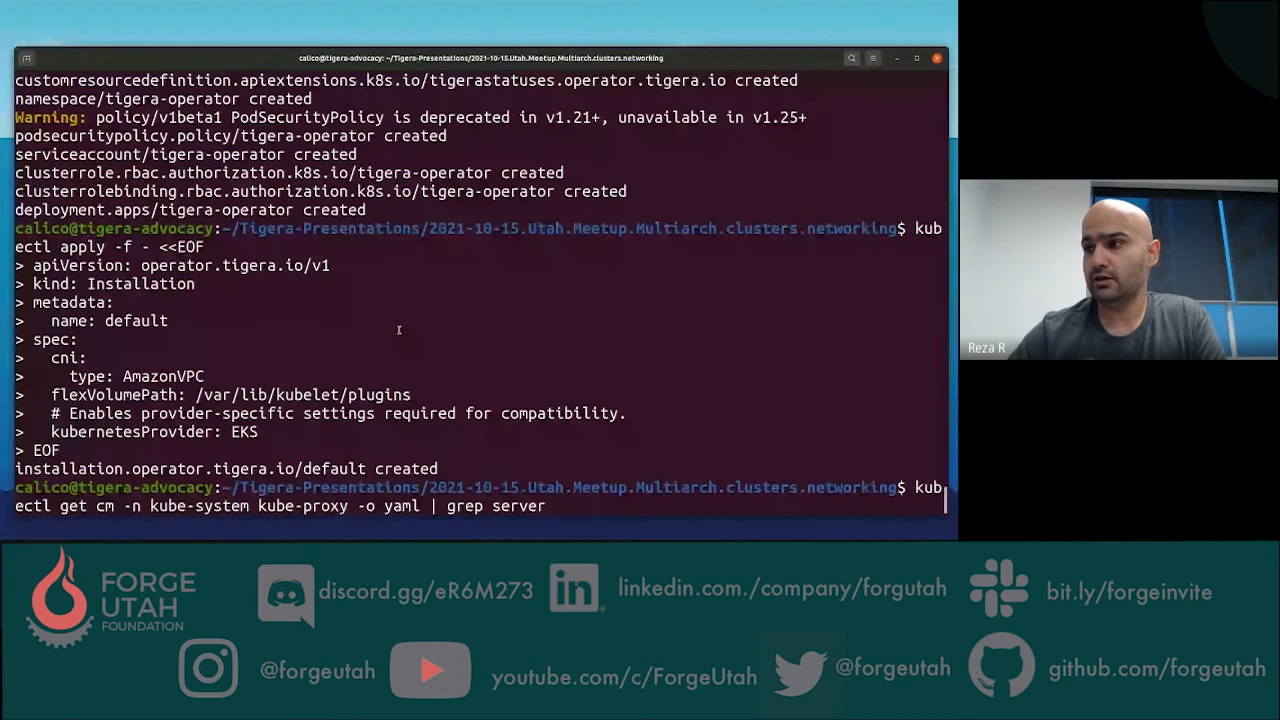 calico@tigera-advocacy: ~/Tigera-Presentations/2021-10-15.Utah.Meetup.Multiarch.clusters.networking
customresourcedefinition.apiextensions.k8s.io/tigerastatuses.operator.tigera.io created
namespace/tigera-operator created
Warning: policy/v1beta1 PodSecurityPolicy is deprecated in v1.21+, unavailable in v1.25+
podsecuritypolicy.policy/tigera-operator created
serviceaccount/tigera-operator created
clusterrole.rbac.authorization.k8s.io/tigera-operator created
clusterrolebinding.rbac.authorization.k8s.io/tigera-operator created
deployment.apps/tigera-operator created
calico@tigera-advocacy:~/Tigera-Presentations/2021-10-15.Utah.Meetup.Multiarch.clusters.networking$ kub
ectl apply -f - <<EOF
> apiVersion: operator.tigera.io/v1
> kind: Installation
> metadata:
>   name: default
> spec:
>   cni:
>     type: AmazonVPC
>   flexVolumePath: /var/lib/kubelet/plugins
>   # Enables provider-specific settings required for compatibility.
>   kubernetesProvider: EKS
> EOF
installation.operator.tigera.io/default created
calico@tigera-advocacy:~/Tigera-Presentations/2021-10-15.Utah.Meetup.Multiarch.clusters.networking$ kub
ectl get cm -n kube-system kube-proxy -o yaml | grep server
Reza R
FORGE
UTAH
FOUNDATION
discord.gg/eR6M273
in
linkedin.com./company/forgutah
bit.ly/forgeinvite
@forgeutah
youtube.com/c/ForgeUtah
@forgeutah
github.com/forgeutah